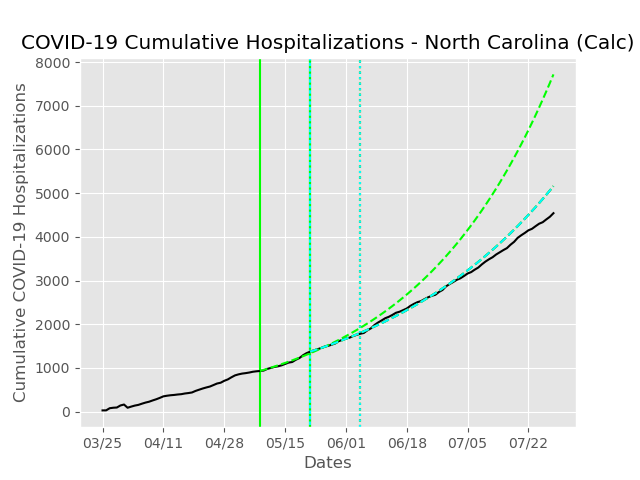 COVID-19 Cumulative Hospitalizations - North Carolina (Calc)
8000
7000
6000
5000
4000
3000
2000
1000
0
Cumulative COVID-19 Hospitalizations
03/25 04/11 04/28 05/15 06/01 06/18 07/05 07/22
Dates